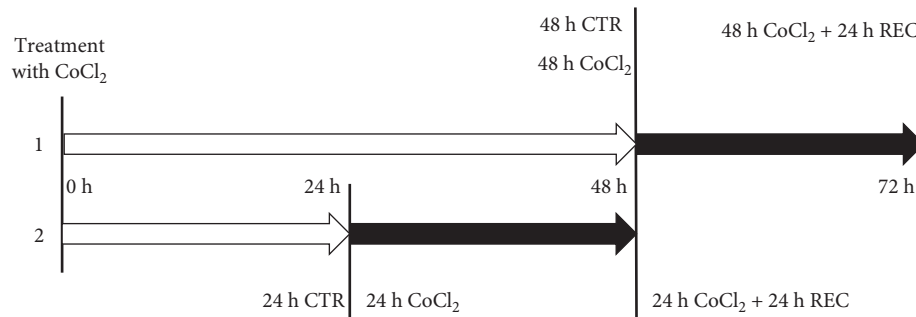 Treatment
with CoCl₂
48 h CTR
48 h CoCl₂
48 h CoCl₂ + 24 h REC
1
0 h
24 h
48 h
72 h
2
24 h CTR
24 h CoCl₂
24 h CoCl₂ + 24 h REC